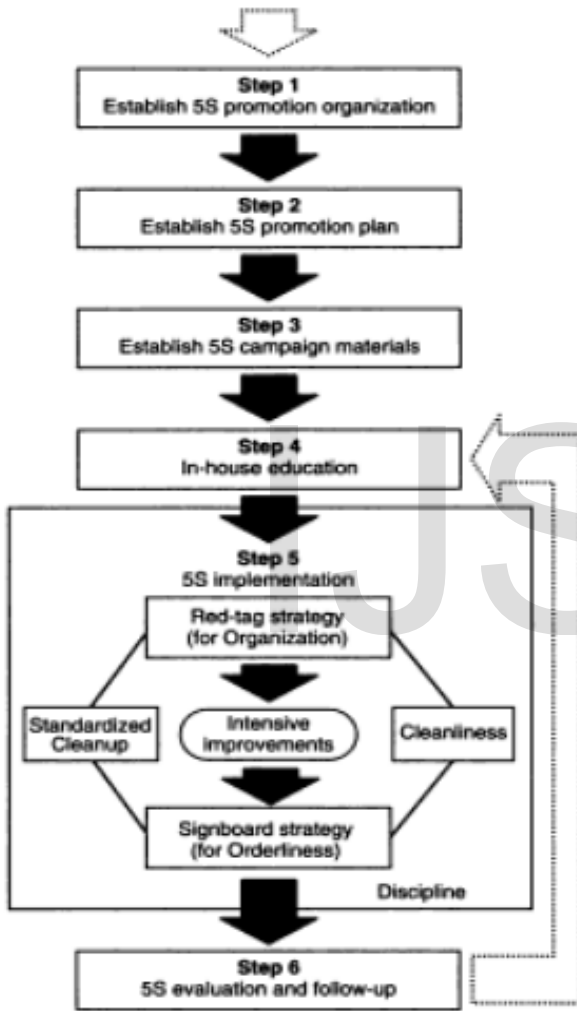 Step 1
Establish 5S promotion organization
Step 2
Establish 5S promotion plan
Step 3
Establish 5S campaign materials
Step 4
In-house education
IJS
Step 5
5S implementation
Red-tag strategy
(for Organization)
Standardized
Cleanup
Intensive
improvements
Cleanliness
Signboard strategy
(for Orderliness)
Discipline
Step 6
5S evaluation and follow-up